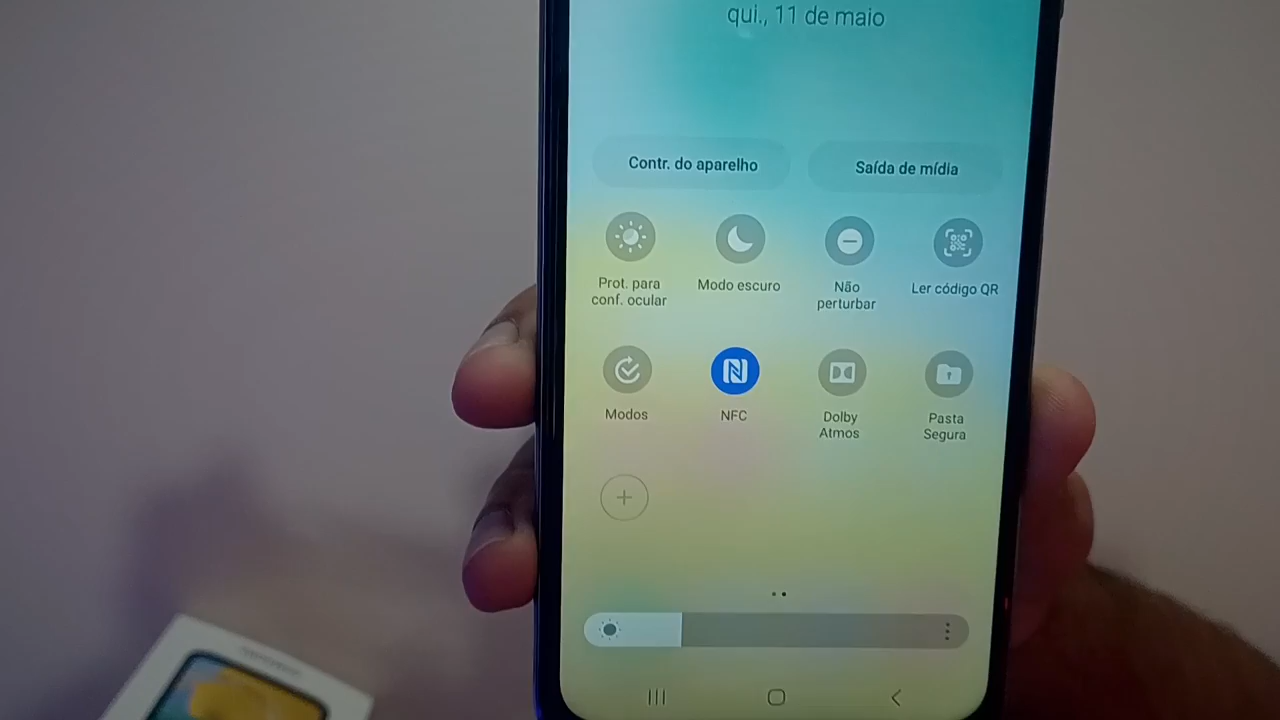 qui., 11 de maio
Contr. do aparelho
Saída de mídia
Prot. para
conf. ocular
Modo escuro
Não
perturbar
Ler código QR
Modos
NFC
Dolby
Atmos
Pasta
Segura